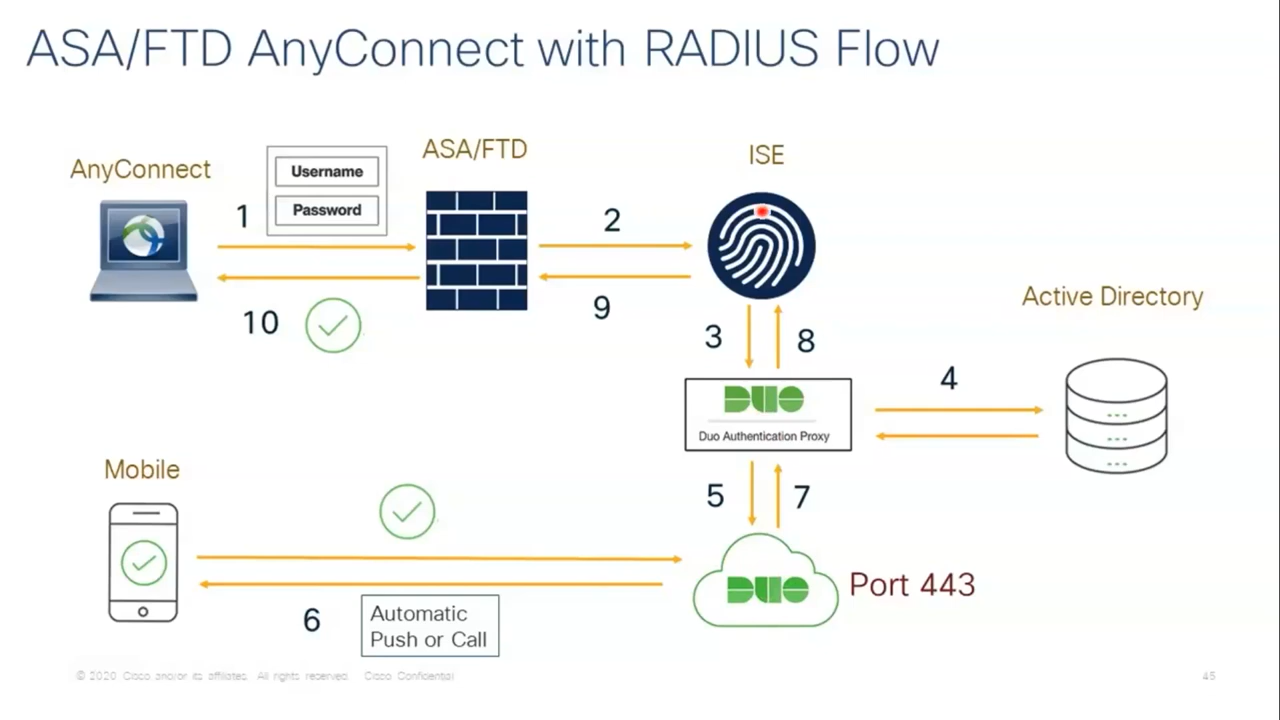 ASA/FTD AnyConnect with RADIUS Flow
AnyConnect
Username
Password
ASA/FTD
ISE
1
2
10
9
3
8
Active Directory
4
DUO
Duo Authentication Proxy
Mobile
5
7
6
Automatic
Push or Call
DUO
Port 443
© 2020 Cisco and/or its affiliates. All rights reserved. Cisco Confidential
45